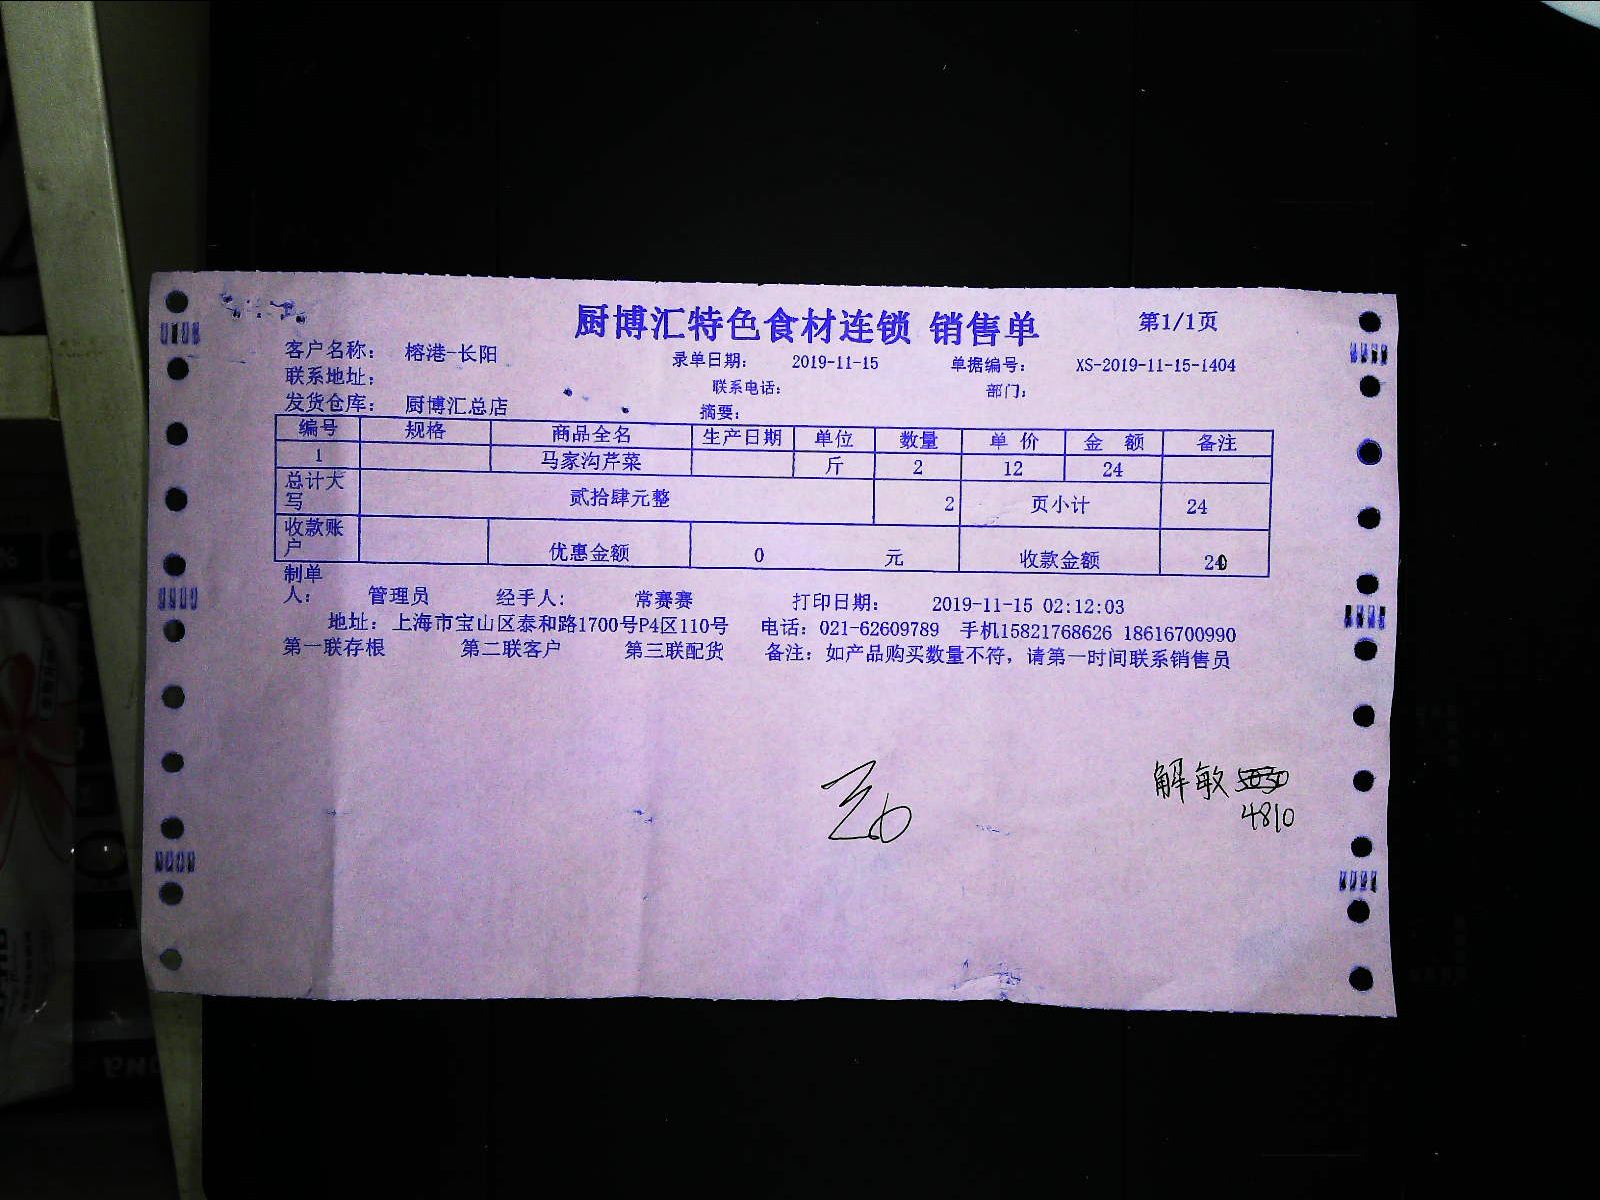 厨博汇特色食材连锁 销售单 第1/1页
客户名称： 榕港-长阳 录单日期： 2019-11-15 单据编号： XS-2019-11-15-1404
联系地址： 联系电话： 部门：
发货仓库： 厨博汇总店 摘要：
编号 规格 商品全名 生产日期 单位 数量 单 价 金 额 备注
1 马家沟芹菜 斤 2 12 24
总计大写 贰拾肆元整 2 页小计 24
收款账户 优惠金额 0 元 收款金额
制单人： 管理员 经手人： 常赛赛 打印日期： 2019-11-15 02:12:03
地址：上海市宝山区泰和路1700号P4区110号 电话：021-62609789 手机15821768626 18616700990
第一联存根 第二联客户 第三联配货 备注：如产品购买数量不符，请第一时间联系销售员
解敏
4810